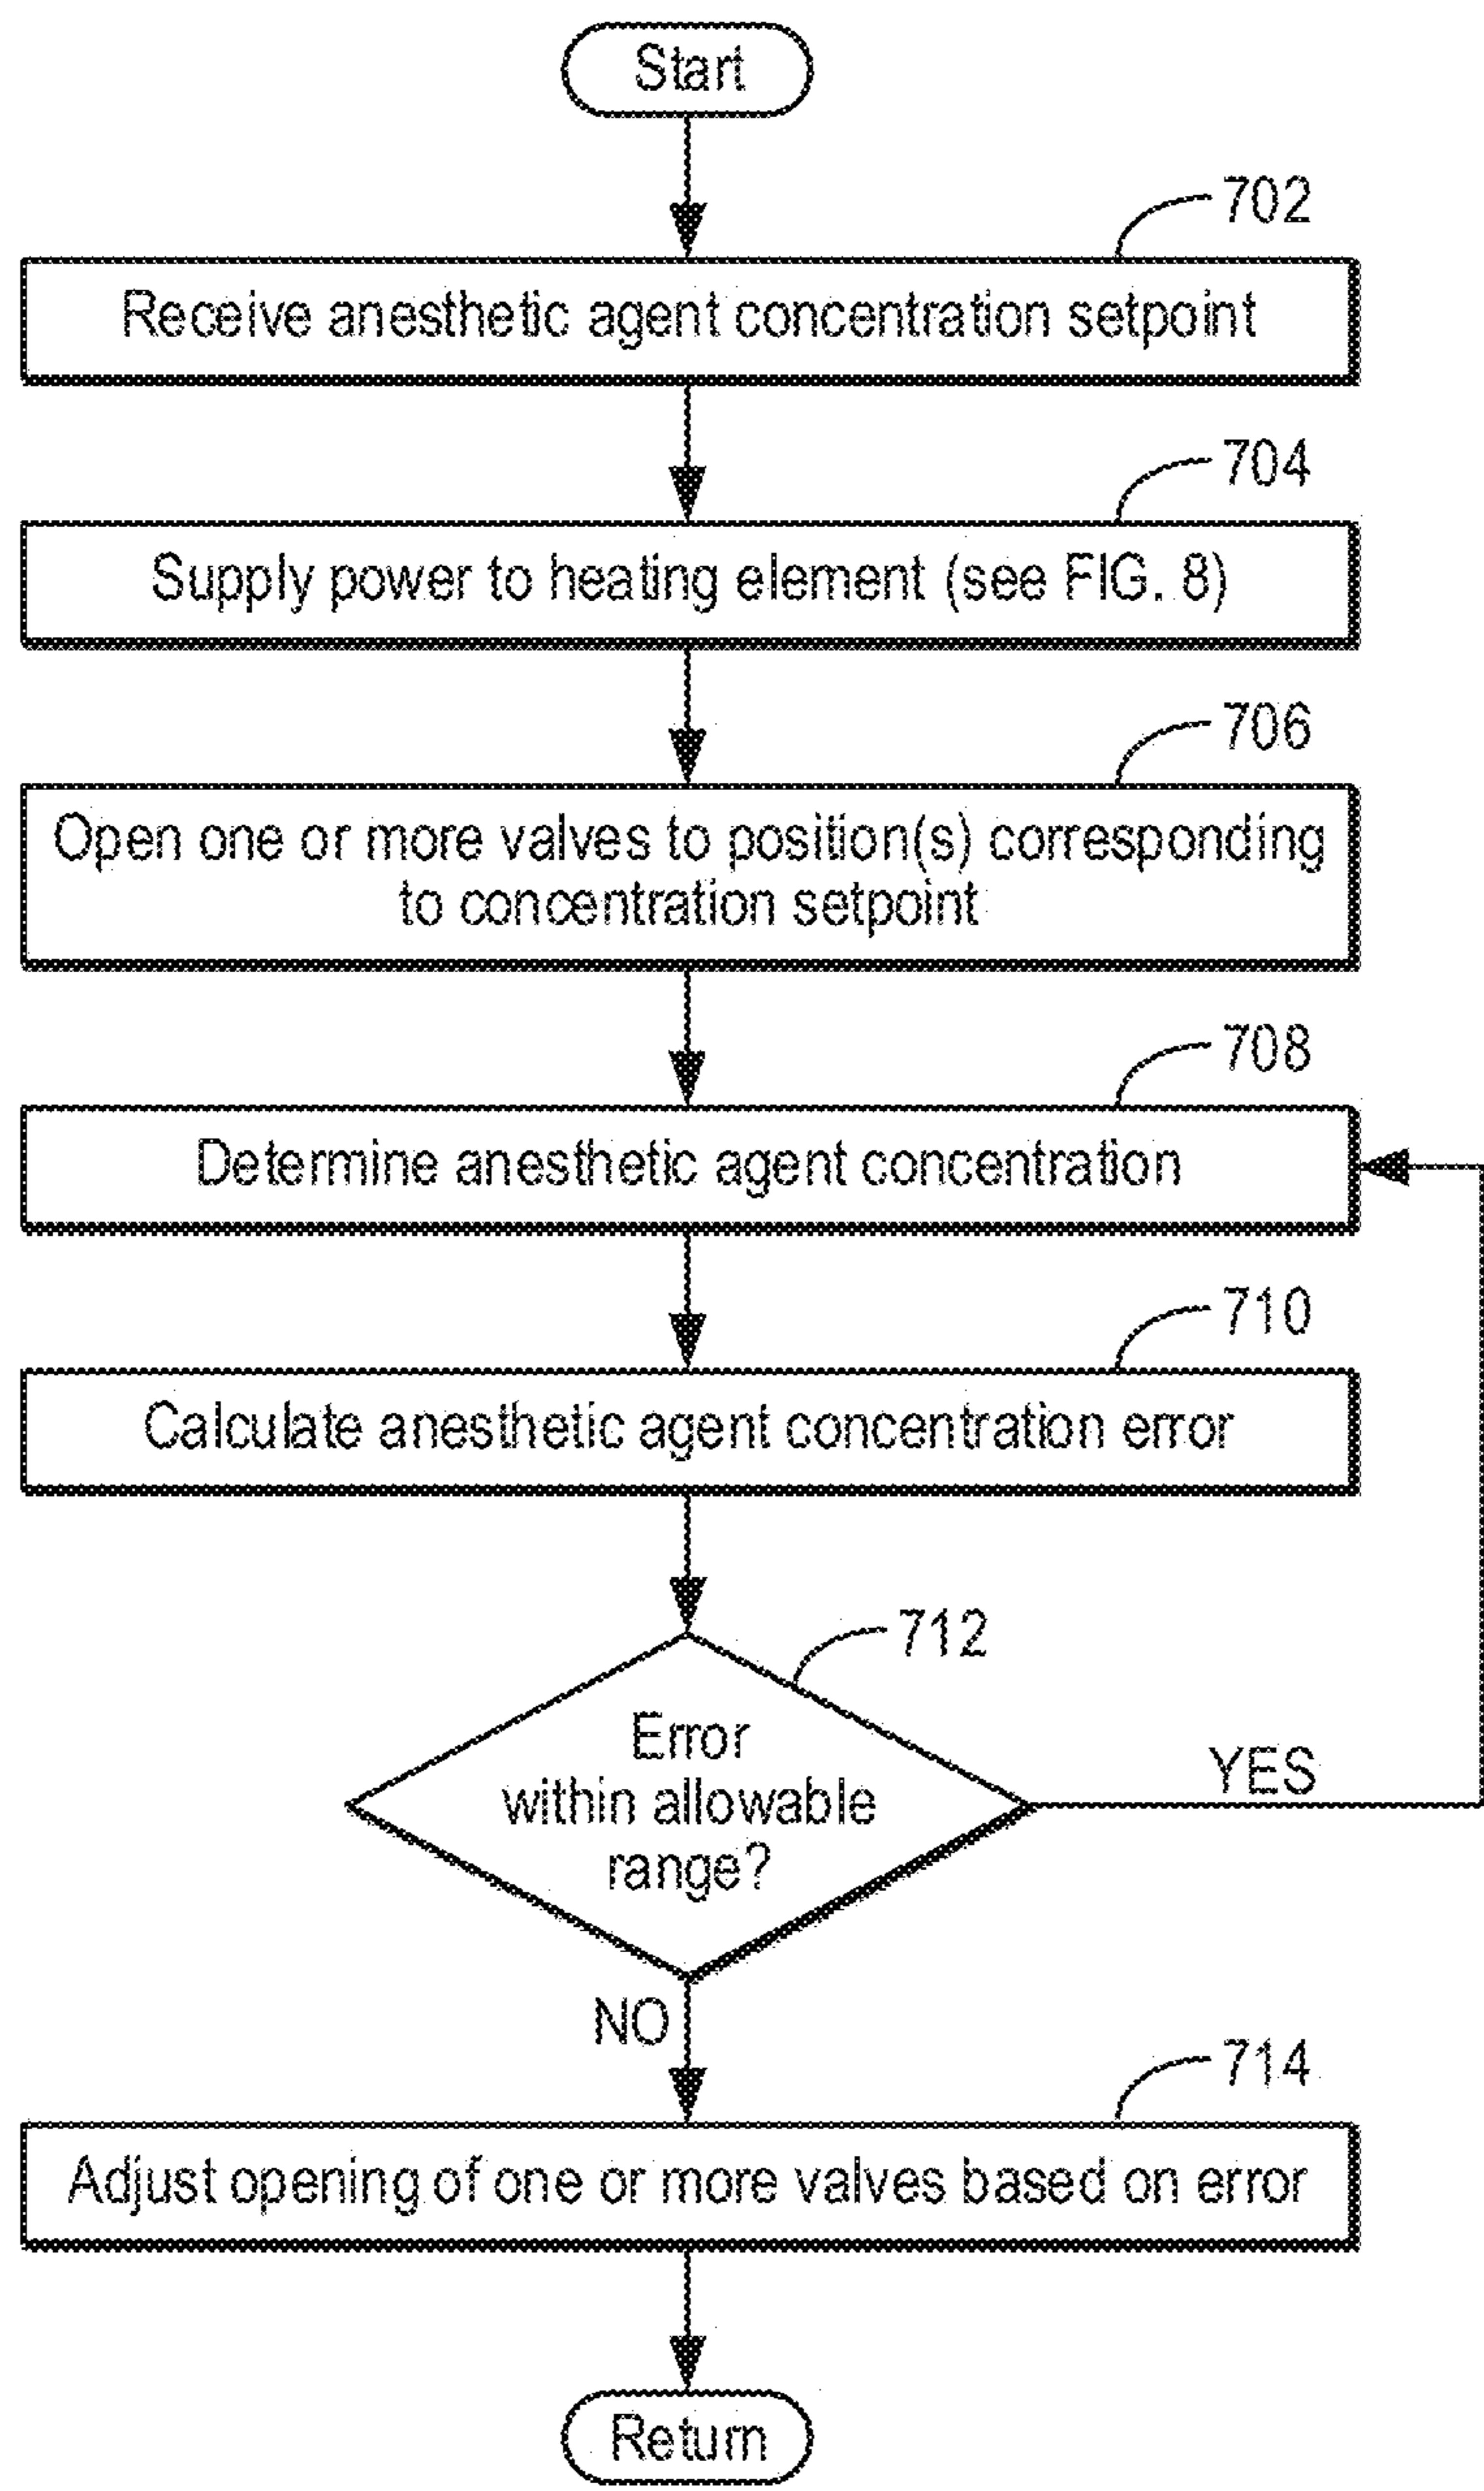 Start
702
Receive anesthetic agent concentration setpoint
704
Supply power to heating element (see FIG. 8)
706
Open one or more valves to position(s) corresponding
to concentration setpoint
708
Determine anesthetic agent concentration
710
Calculate anesthetic agent concentration error
712
Error
within allowable
range?
YES
NO
714
Adjust opening of one or more valves based on error
Return